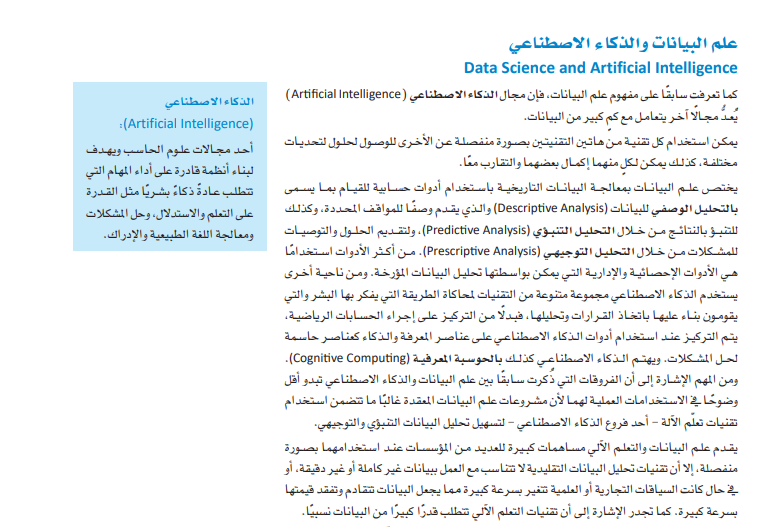 علم البيانات والذكاء الاصطناعي
Data Science and Artificial Intelligence
كما تعرفت سابقًا على مفهوم علم البيانات، فإن مجال الذكاء الاصطناعي (Artificial Intelligence)
يُعدُّ مجالًا آخر يتعامل مع كمٍ كبير من البيانات.
يمكن استخدام كل تقنية من هاتين التقنيتين بصورة منفصلة عن الأخرى للوصول لحلول لتحديات
مختلفة، كذلك يمكن لكلٍ منهما إكمال بعضهما والتقارب معًا.
يختص علم البيانات بمعالجة البيانات التاريخية باستخدام أدوات حسابية للقيام بما يسمى
بالتحليل الوصفي للبيانات (Descriptive Analysis) والذي يقدم وصفًا للمواقف المحددة، وكذلك
للتنبؤ بالنتائج من خلال التحليل التنبؤي (Predictive Analysis)، ولتقديم الحلول والتوصيات
للمشكلات من خلال التحليل التوجيهي (Prescriptive Analysis). من أكثر الأدوات استخدامًا
هي الأدوات الإحصائية والإدارية التي يمكن بواسطتها تحليل البيانات المؤرخة. ومن ناحية أخرى
يستخدم الذكاء الاصطناعي مجموعة متنوعة من التقنيات لمحاكاة الطريقة التي يفكر بها البشر والتي
يقومون بناء عليها باتخاذ القرارات وتحليلها، فبدلًا من التركيز على إجراء الحسابات الرياضية،
يتم التركيز عند استخدام أدوات الذكاء الاصطناعي على عناصر المعرفة والذكاء كعناصر حاسمة
لحل المشكلات. ويهتم الذكاء الاصطناعي كذلك بالحوسبة المعرفية (Cognitive Computing).
ومن المهم الإشارة إلى أن الفروقات التي ذُكرت سابقًا بين علم البيانات والذكاء الاصطناعي تبدو أقل
وضوحًا في الاستخدامات العملية لهما لأن مشروعات علم البيانات المعقدة غالبًا ما تتضمن استخدام
تقنيات تعلّم الآلة – أحد فروع الذكاء الاصطناعي – لتسهيل تحليل البيانات التنبؤي والتوجيهي.
يقدم علم البيانات والتعلم الآلي مساهمات كبيرة للعديد من المؤسسات عند استخدامهما بصورة
منفصلة، إلا أن تقنيات تحليل البيانات التقليدية لا تتناسب مع العمل ببيانات غير كاملة أو غير دقيقة، أو
في حال كانت السياقات التجارية أو العلمية تتغير بسرعة كبيرة مما يجعل البيانات تتقادم وتفقد قيمتها
بسرعة كبيرة. كما تجدر الإشارة إلى أن تقنيات التعلم الآلي تتطلب قدرًا كبيرًا من البيانات نسبيًا.
الذكاء الاصطناعي
(Artificial Intelligence):
أحد مجالات علوم الحاسب ويهدف
لبناء أنظمة قادرة على أداء المهام التي
تتطلب عادةً ذكاءً بشريًا مثل القدرة
على التعلم والاستدلال، وحل المشكلات
ومعالجة اللغة الطبيعية والإدراك.